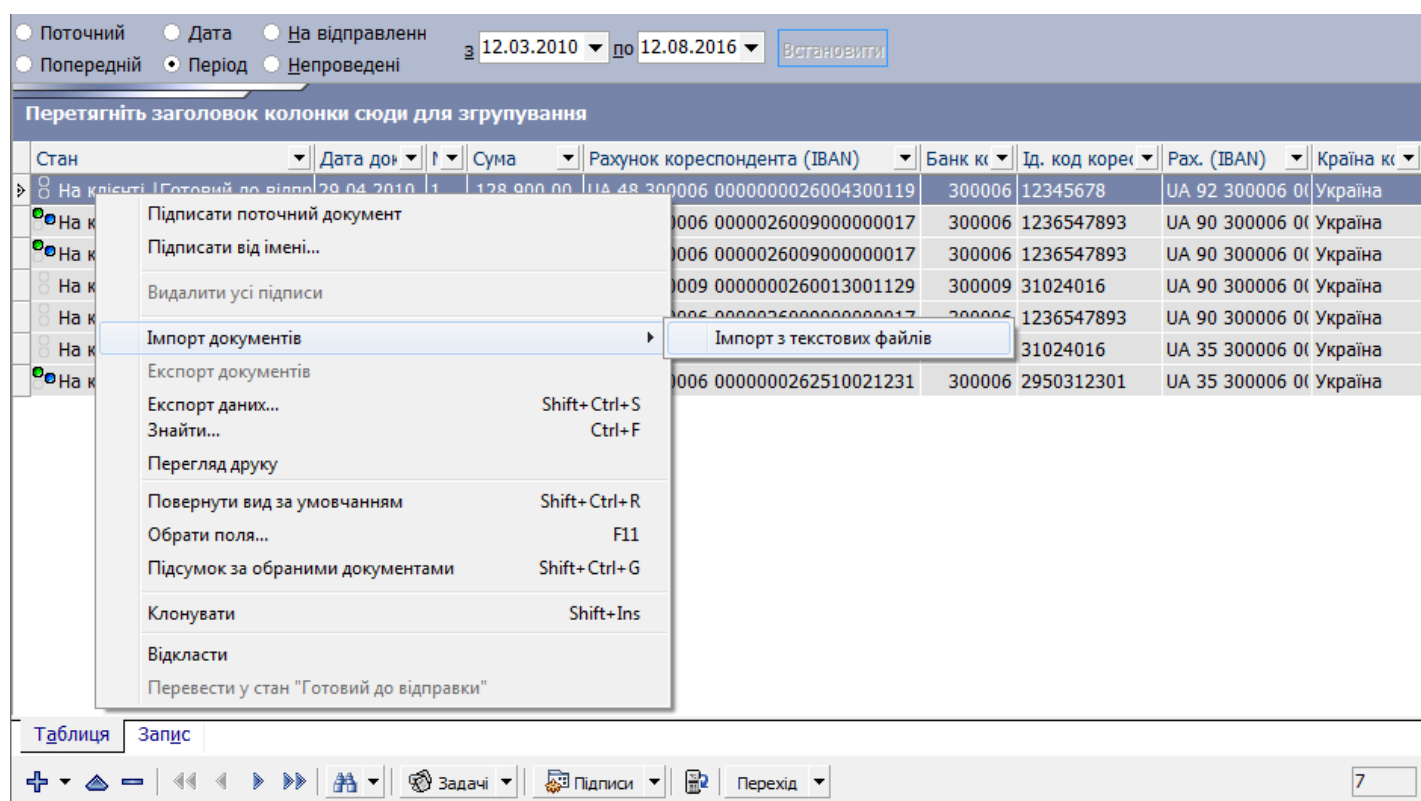 Поточний Дата На відправленн
з 12.03.2010 по 12.08.2016 Встановити
Попередній Період Непроведені
Перетягніть заголовок колонки сюди для згрупування
Стан Дата док Сума Рахунок кореспондента (IBAN) Банк кс Ід. код корес Рах. (IBAN) Країна кс
На клієнті !Готовий до відпр 29.04.2010 1 128 900.00 UA 48 300006 0000000026004300119 300006 12345678 UA 92 300006 0( Україна
На к 0006 0000026009000000017 300006 1236547893 UA 90 300006 0( Україна
На к 0006 0000026009000000017 300006 1236547893 UA 90 300006 0( Україна
На к 0009 0000000260013001129 300009 31024016 UA 90 300006 0( Україна
На к 1236547893 UA 90 300006 0( Україна
На к 31024016 UA 35 300006 0( Україна
На к 0006 0000000262510021231 300006 2950312301 UA 35 300006 0( Україна
Підписати поточний документ
Підписати від імені...
Видалити усі підписи
Імпорт документів
Імпорт з текстових файлів
Експорт документів
Експорт даних... Shift+Ctrl+S
Знайти... Ctrl+F
Перегляд друку
Повернути вид за умовчанням Shift+Ctrl+R
Обрати поля... F11
Підсумок за обраними документами Shift+Ctrl+G
Клонувати Shift+Ins
Відкласти
Перевести у стан "Готовий до відправки"
Таблиця Запис
Задачі Підписи Перехід 7